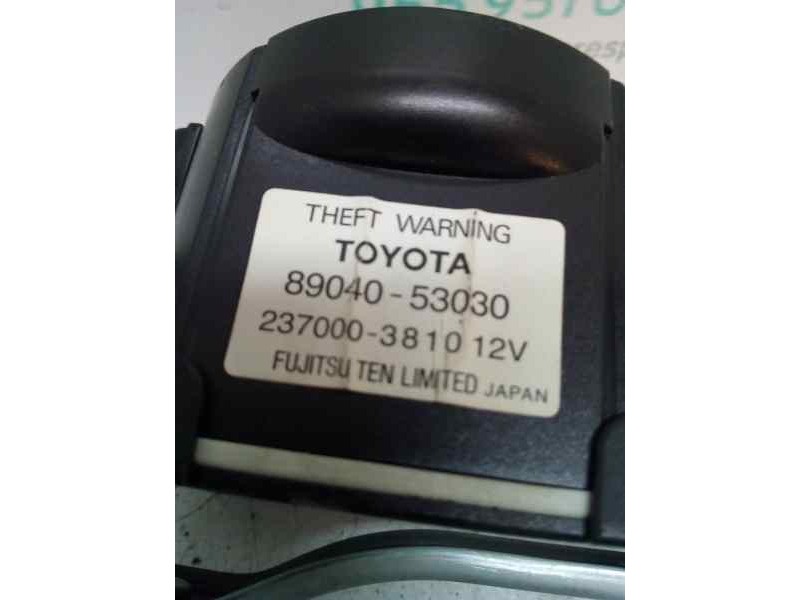 THEFT WARNING
TOYOTA
89040-53030
237000-3810 12V
FUJITSU TEN LIMITED JAPAN